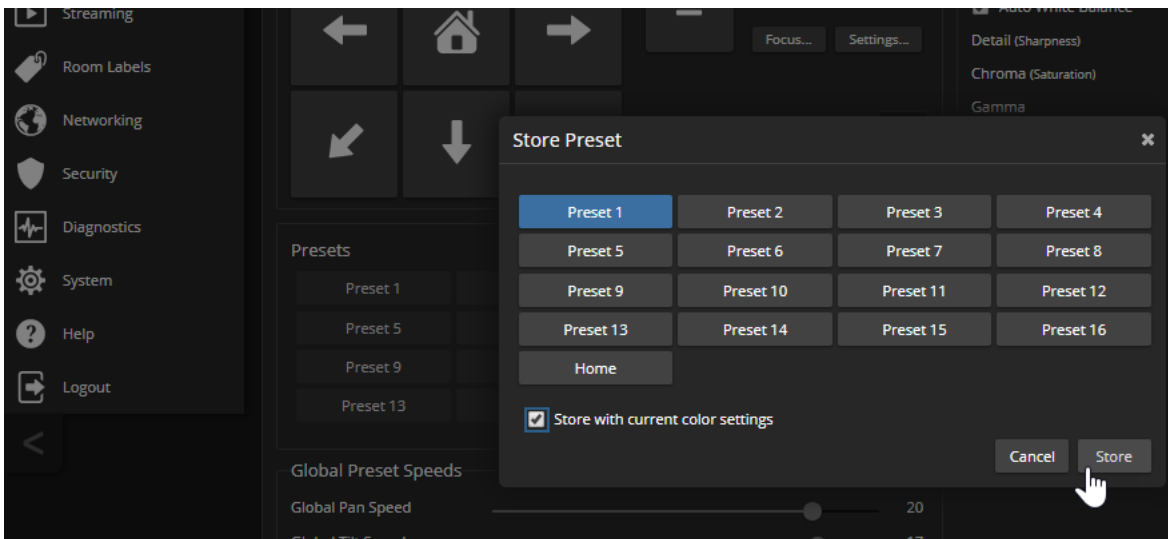 Streaming
Room Labels
Networking
Security
Diagnostics
System
Help
Logout
<
Focus...
Settings...
Auto White Balance
Detail (Sharpness)
Chroma (Saturation)
Gamma
Store Preset
Preset 1 Preset 2 Preset 3 Preset 4
Preset 5 Preset 6 Preset 7 Preset 8
Preset 9 Preset 10 Preset 11 Preset 12
Preset 13 Preset 14 Preset 15 Preset 16
Home
Store with current color settings
Cancel Store
Presets
Preset 1
Preset 5
Preset 9
Preset 13
Global Preset Speeds
Global Pan Speed 20